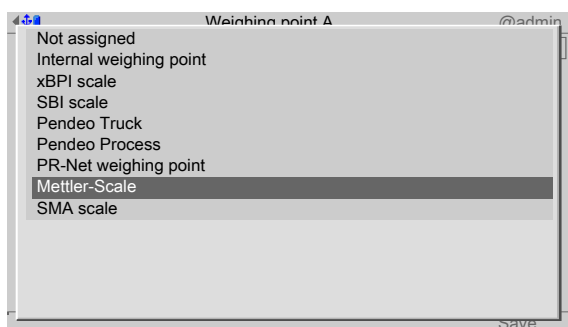 Weighing point A @admin
Not assigned
Internal weighing point
xBPI scale
SBI scale
Pendeo Truck
Pendeo Process
PR-Net weighing point
Mettler-Scale
SMA scale
Save